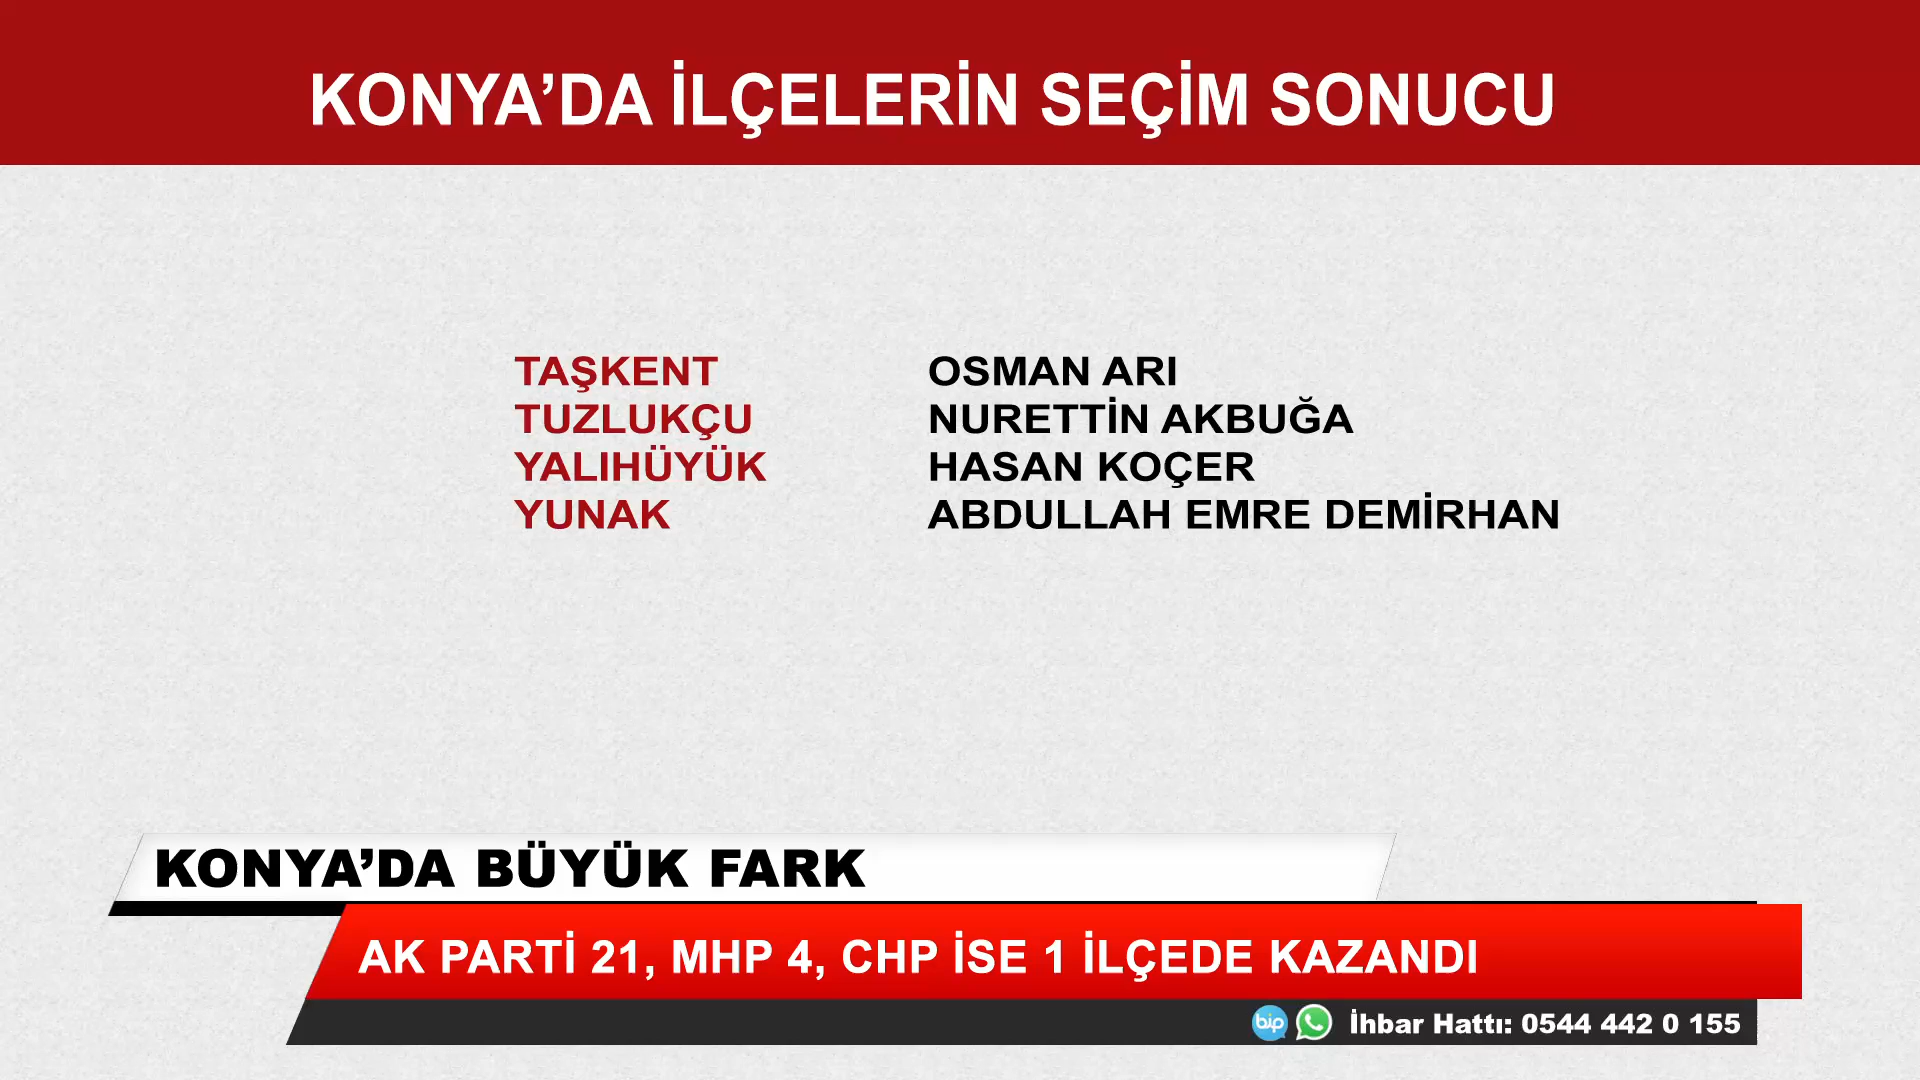 KONYA’DA İLÇELERİN SEÇİM SONUCU
TAŞKENT OSMAN ARI
TUZLUKÇU NURETTİN AKBUĞA
YALIHÜYÜK HASAN KOÇER
YUNAK ABDULLAH EMRE DEMİRHAN
KONYA’DA BÜYÜK FARK
AK PARTİ 21, MHP 4, CHP İSE 1 İLÇEDE KAZANDI
bip İhbar Hattı: 0544 442 0 155